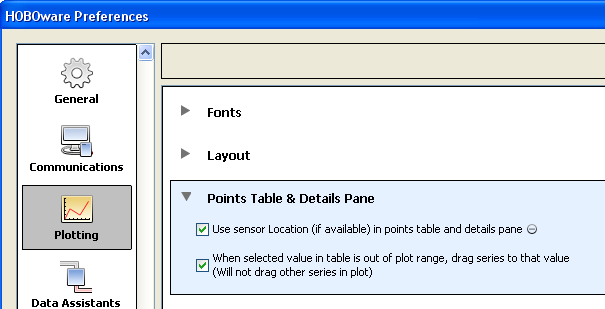 HOBOware Preferences
General
Communications
Plotting
Data Assistants
Fonts
Layout
Points Table & Details Pane
Use sensor Location (if available) in points table and details pane
When selected value in table is out of plot range, drag series to that value
(Will not drag other series in plot)